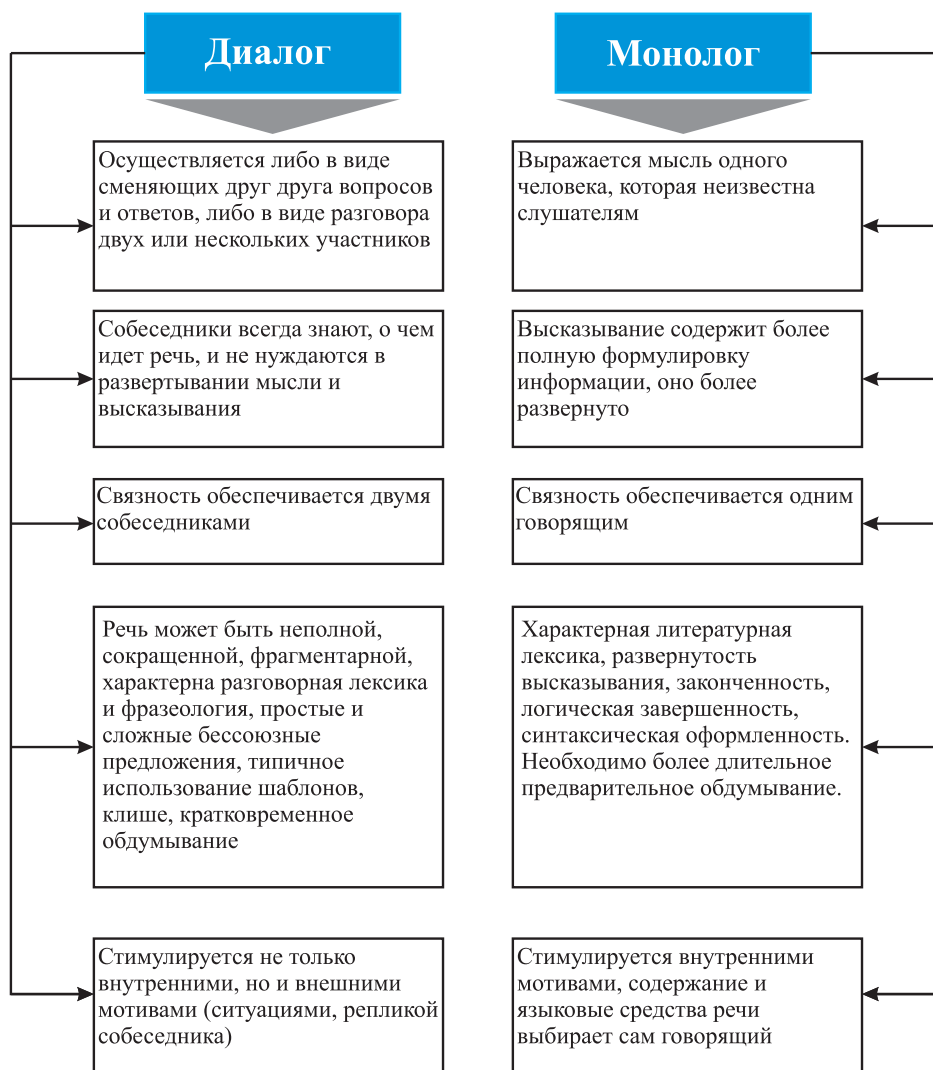 Диалог
Осуществляется либо в виде
сменяющих друг друга вопросов
и ответов, либо в виде разговора
двух или нескольких участников
Собеседники всегда знают, о чем
идет речь, и не нуждаются в
развертывании мысли и
высказывания
Связность обеспечивается двумя
собеседниками
Речь может быть неполной,
сокращенной, фрагментарной,
характерна разговорная лексика
и фразеология, простые и
сложные бессоюзные
предложения, типичное
использование шаблонов,
клише, кратковременное
обдумывание
Стимулируется не только
внутренними, но и внешними
мотивами (ситуациями, репликой
собеседника)
Монолог
Выражается мысль одного
человека, которая неизвестна
слушателям
Высказывание содержит более
полную формулировку
информации, оно более
развернуто
Связность обеспечивается одним
говорящим
Характерная литературная
лексика, развернутость
высказывания, законченность,
логическая завершенность,
синтаксическая оформленность.
Необходимо более длительное
предварительное обдумывание.
Стимулируется внутренними
мотивами, содержание и
языковые средства речи
выбирает сам говорящий